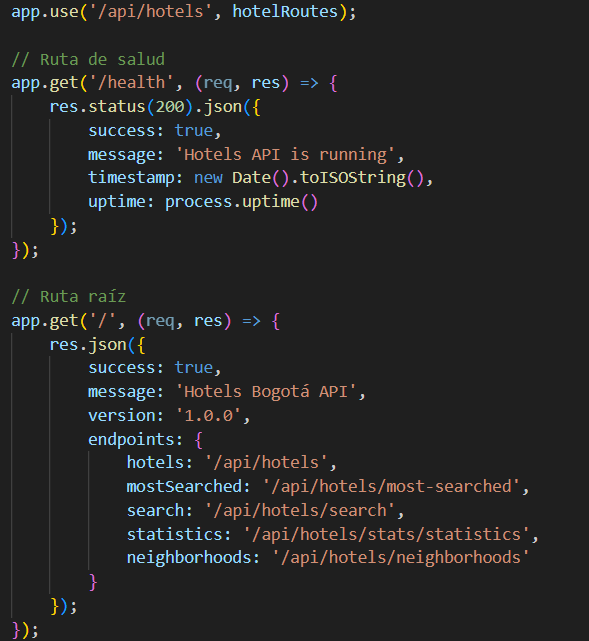 app.use('/api/hotels', hotelRoutes);
// Ruta de salud
app.get('/health', (req, res) => {
    res.status(200).json({
        success: true,
        message: 'Hotels API is running',
        timestamp: new Date().toISOString(),
        uptime: process.uptime()
    });
});
// Ruta raíz
app.get('/', (req, res) => {
    res.json({
        success: true,
        message: 'Hotels Bogotá API',
        version: '1.0.0',
        endpoints: {
            hotels: '/api/hotels',
            mostSearched: '/api/hotels/most-searched',
            search: '/api/hotels/search',
            statistics: '/api/hotels/stats/statistics',
            neighborhoods: '/api/hotels/neighborhoods'
        }
    });
});